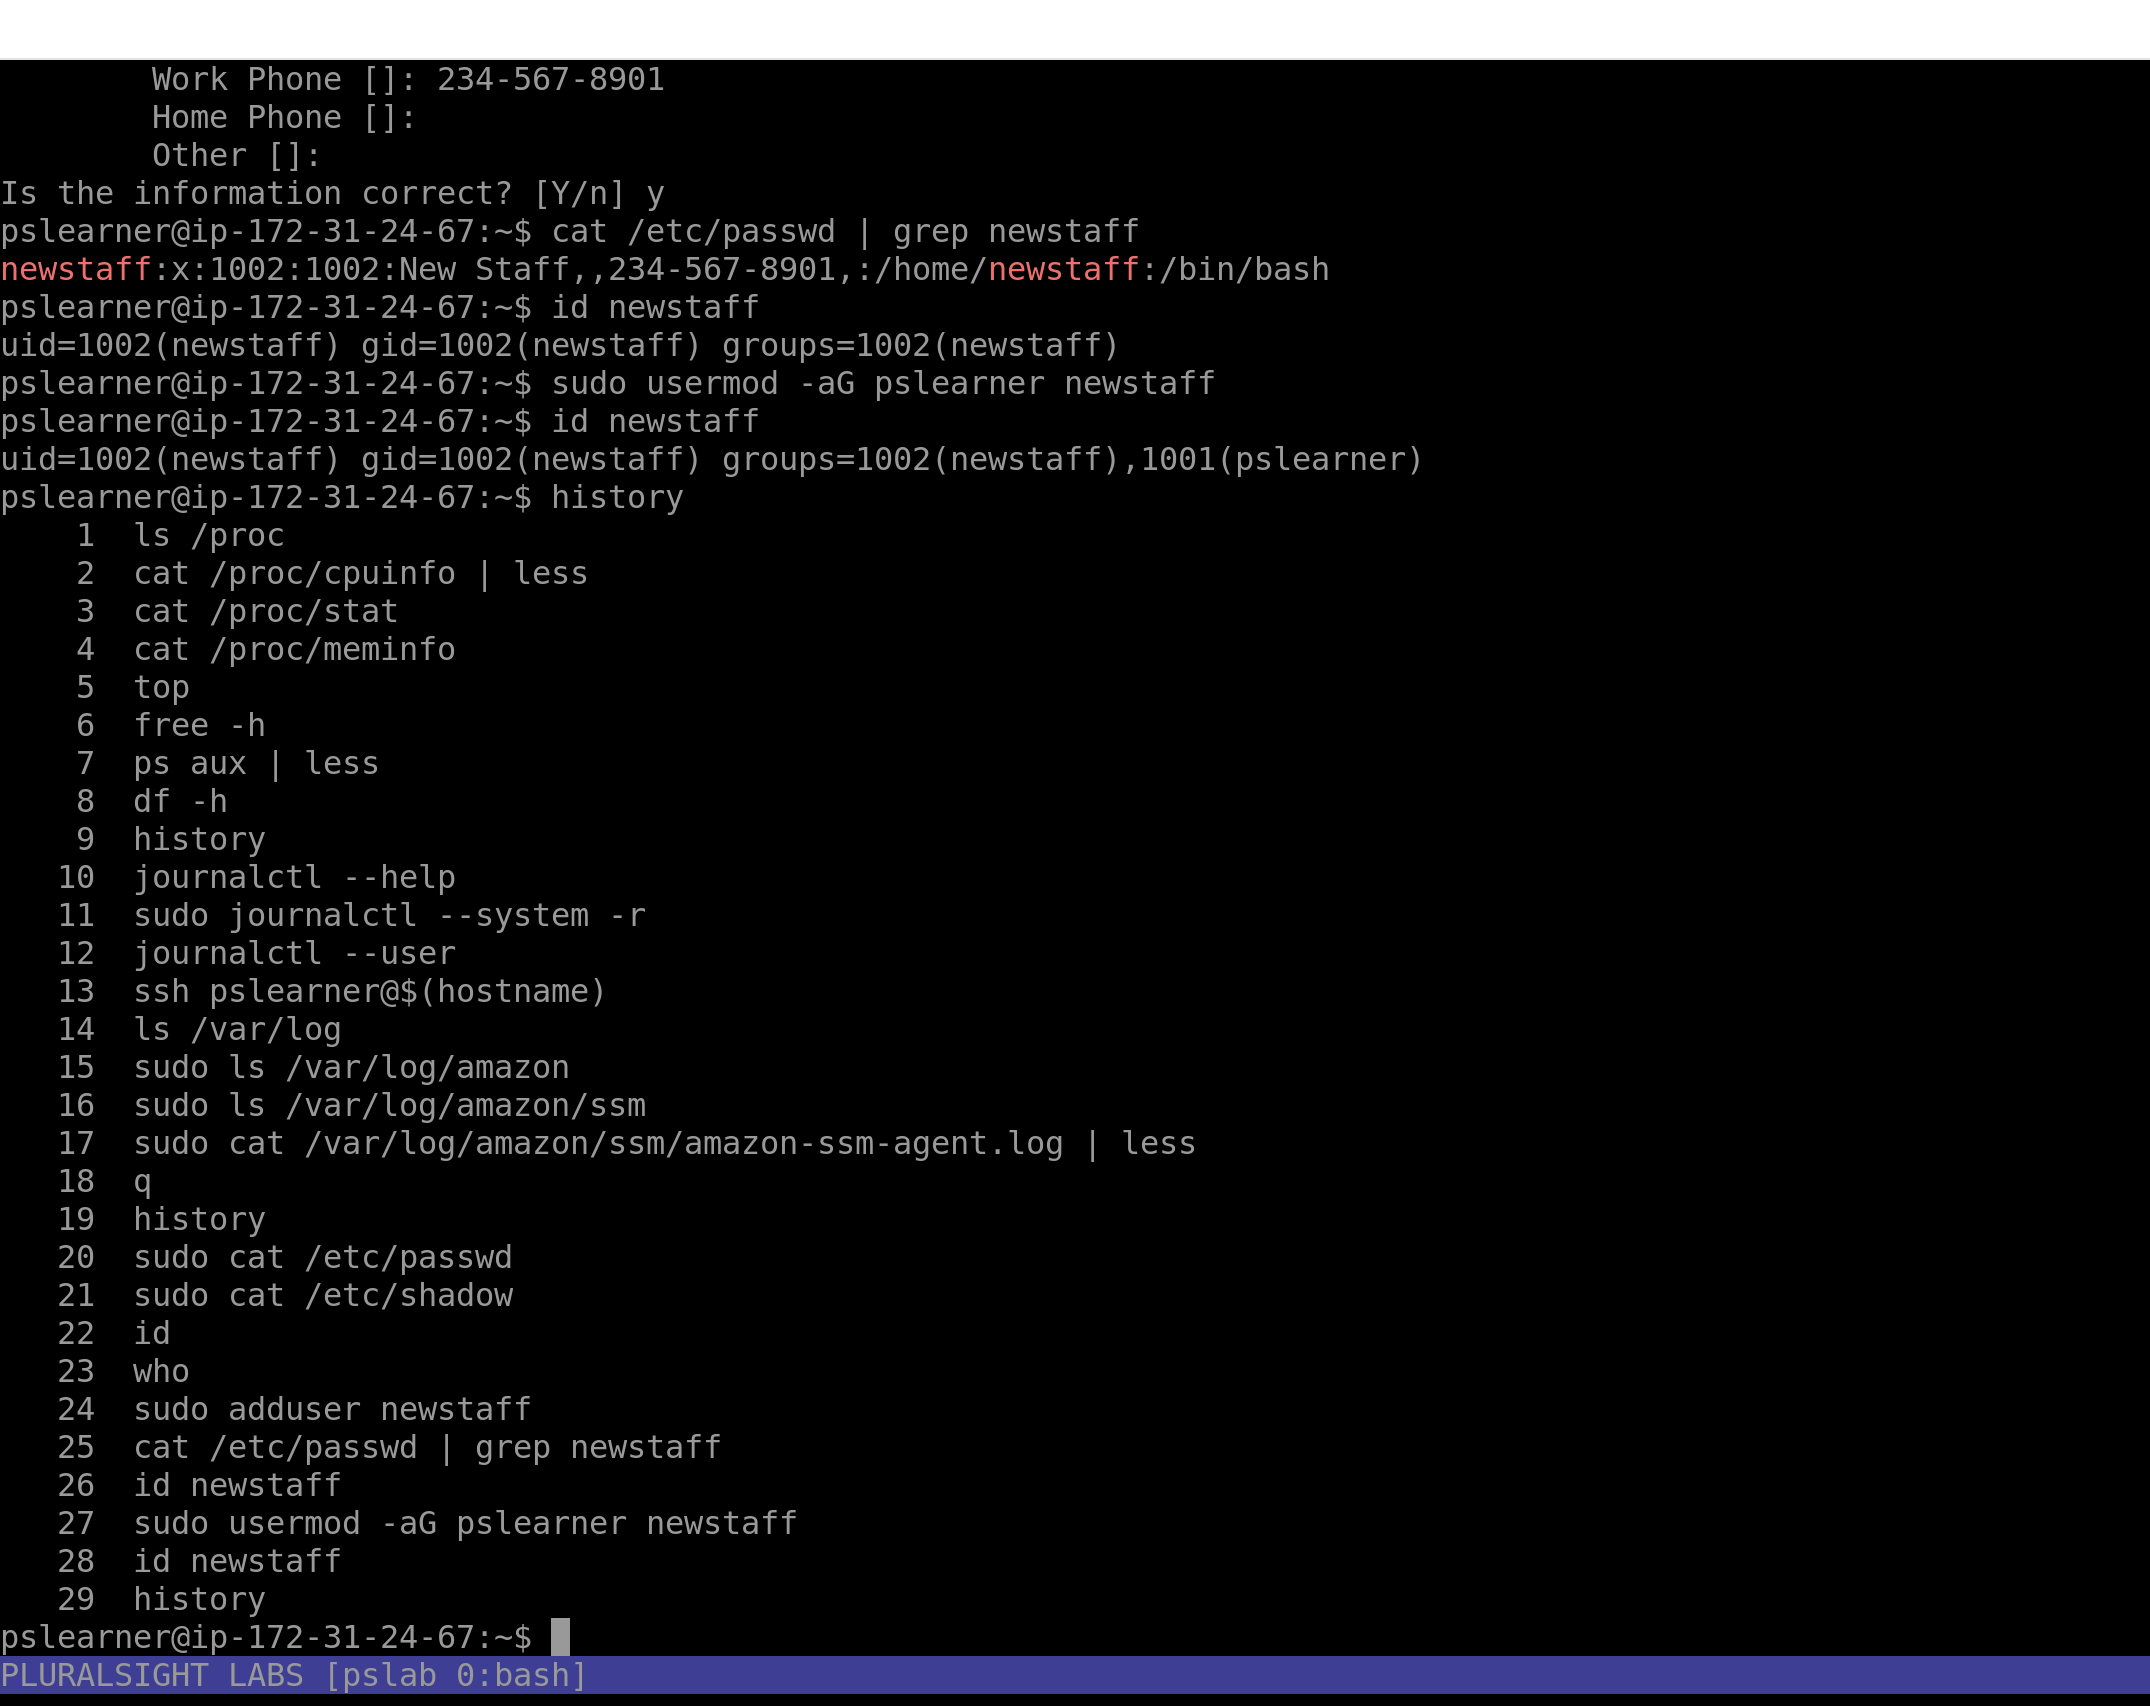 Work Phone []: 234-567-8901
Home Phone []:
Other []:
Is the information correct? [Y/n] y
pslearner@ip-172-31-24-67:~$ cat /etc/passwd | grep newstaff
newstaff:x:1002:1002:New Staff,,234-567-8901,:/home/newstaff:/bin/bash
pslearner@ip-172-31-24-67:~$ id newstaff
uid=1002(newstaff) gid=1002(newstaff) groups=1002(newstaff)
pslearner@ip-172-31-24-67:~$ sudo usermod -aG pslearner newstaff
pslearner@ip-172-31-24-67:~$ id newstaff
uid=1002(newstaff) gid=1002(newstaff) groups=1002(newstaff),1001(pslearner)
pslearner@ip-172-31-24-67:~$ history
1  ls /proc
2  cat /proc/cpuinfo | less
3  cat /proc/stat
4  cat /proc/meminfo
5  top
6  free -h
7  ps aux | less
8  df -h
9  history
10  journalctl --help
11  sudo journalctl --system -r
12  journalctl --user
13  ssh pslearner@$(hostname)
14  ls /var/log
15  sudo ls /var/log/amazon
16  sudo ls /var/log/amazon/ssm
17  sudo cat /var/log/amazon/ssm/amazon-ssm-agent.log | less
18  q
19  history
20  sudo cat /etc/passwd
21  sudo cat /etc/shadow
22  id
23  who
24  sudo adduser newstaff
25  cat /etc/passwd | grep newstaff
26  id newstaff
27  sudo usermod -aG pslearner newstaff
28  id newstaff
29  history
pslearner@ip-172-31-24-67:~$
PLURALSIGHT LABS [pslab 0:bash]